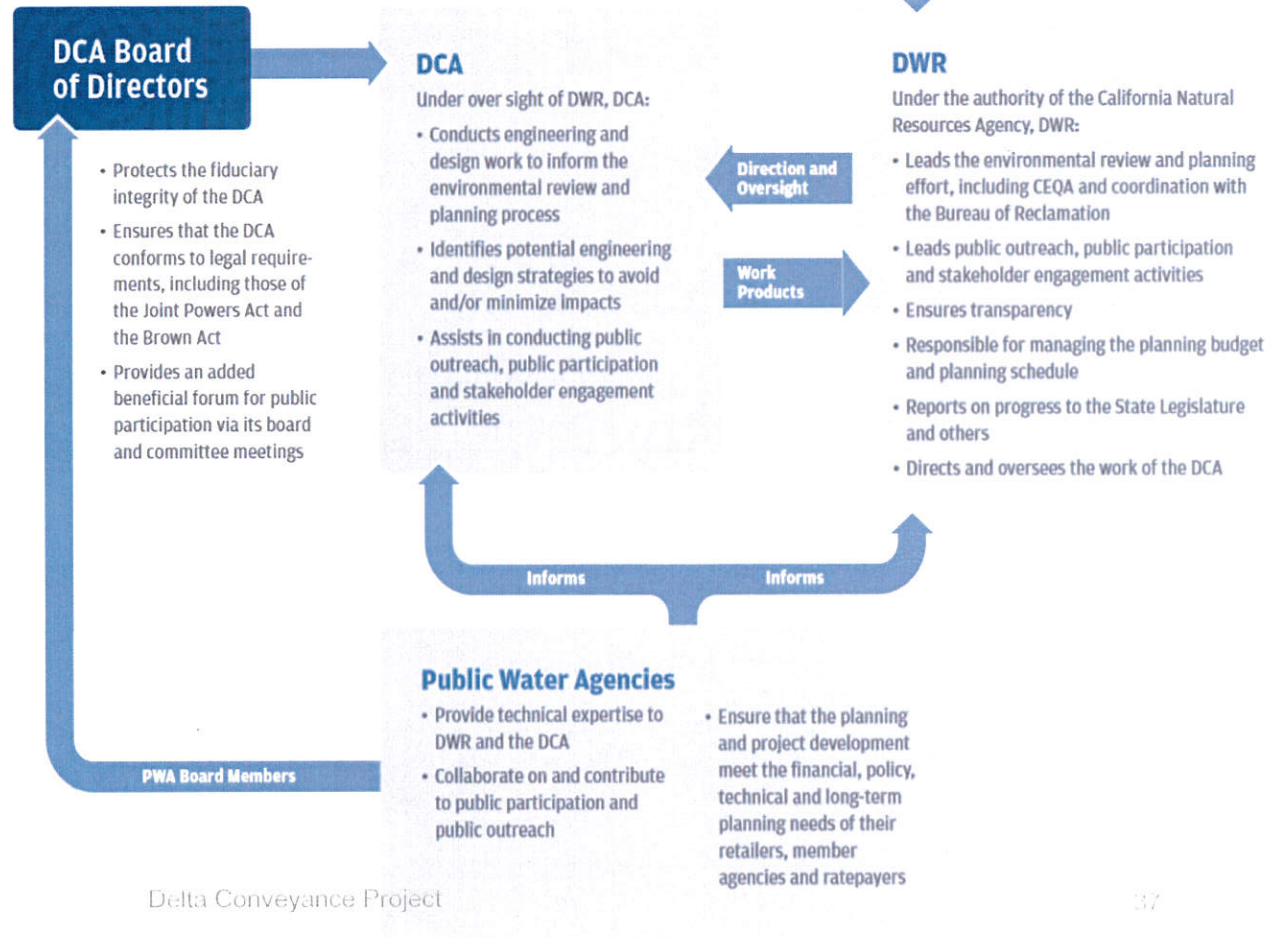 DCA Board
of Directors
• Protects the fiduciary
integrity of the DCA
• Ensures that the DCA
conforms to legal require-
ments, including those of
the Joint Powers Act and
the Brown Act
• Provides an added
beneficial forum for public
participation via its board
and committee meetings
DCA
Under over sight of DWR, DCA:
• Conducts engineering and
design work to inform the
environmental review and
planning process
• Identifies potential engineering
and design strategies to avoid
and/or minimize impacts
• Assists in conducting public
outreach, public participation
and stakeholder engagement
activities
Direction and
Oversight
Work
Products
DWR
Under the authority of the California Natural
Resources Agency, DWR:
• Leads the environmental review and planning
effort, including CEQA and coordination with
the Bureau of Reclamation
• Leads public outreach, public participation
and stakeholder engagement activities
• Ensures transparency
• Responsible for managing the planning budget
and planning schedule
• Reports on progress to the State Legislature
and others
• Directs and oversees the work of the DCA
Informs
Informs
Public Water Agencies
• Provide technical expertise to
DWR and the DCA
• Collaborate on and contribute
to public participation and
public outreach
• Ensure that the planning
and project development
meet the financial, policy,
technical and long-term
planning needs of their
retailers, member
agencies and ratepayers
PWA Board Members
Delta Conveyance Project
37